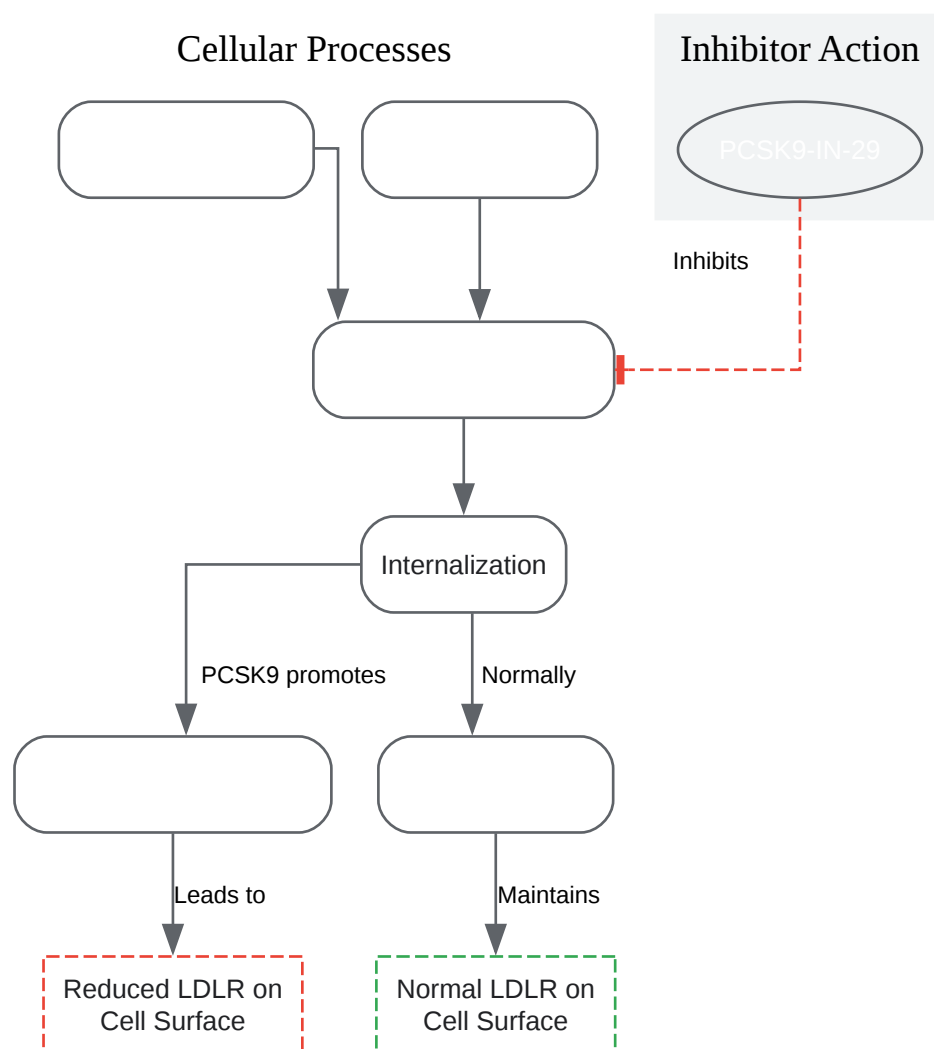 Cellular Processes
Inhibitor Action
PCSK9-IN-29
Inhibits
Internalization
PCSK9 promotes
Normally
Leads to
Maintains
Reduced LDLR on
Cell Surface
Normal LDLR on
Cell Surface